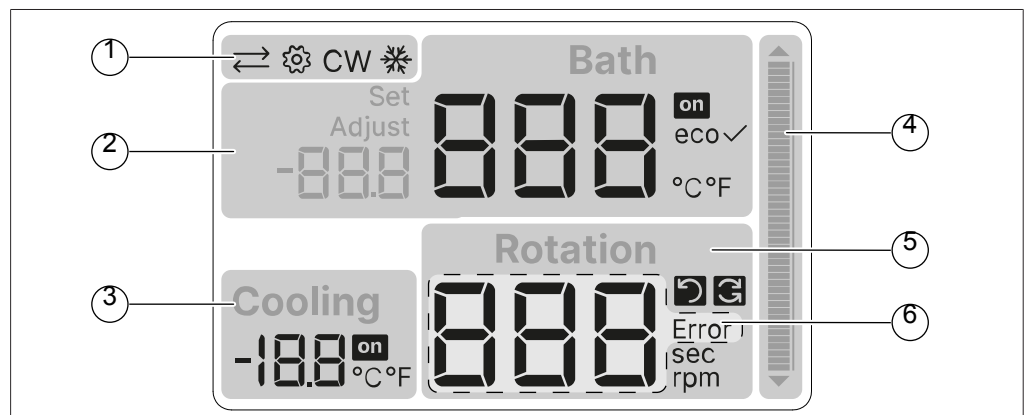 1
CW
Bath
Set
Adjust
-88.8
888
on
eco
°C°F
2
4
Rotation
5
3
Cooling
-18.8
on
°C°F
888
Error
sec
rpm
6